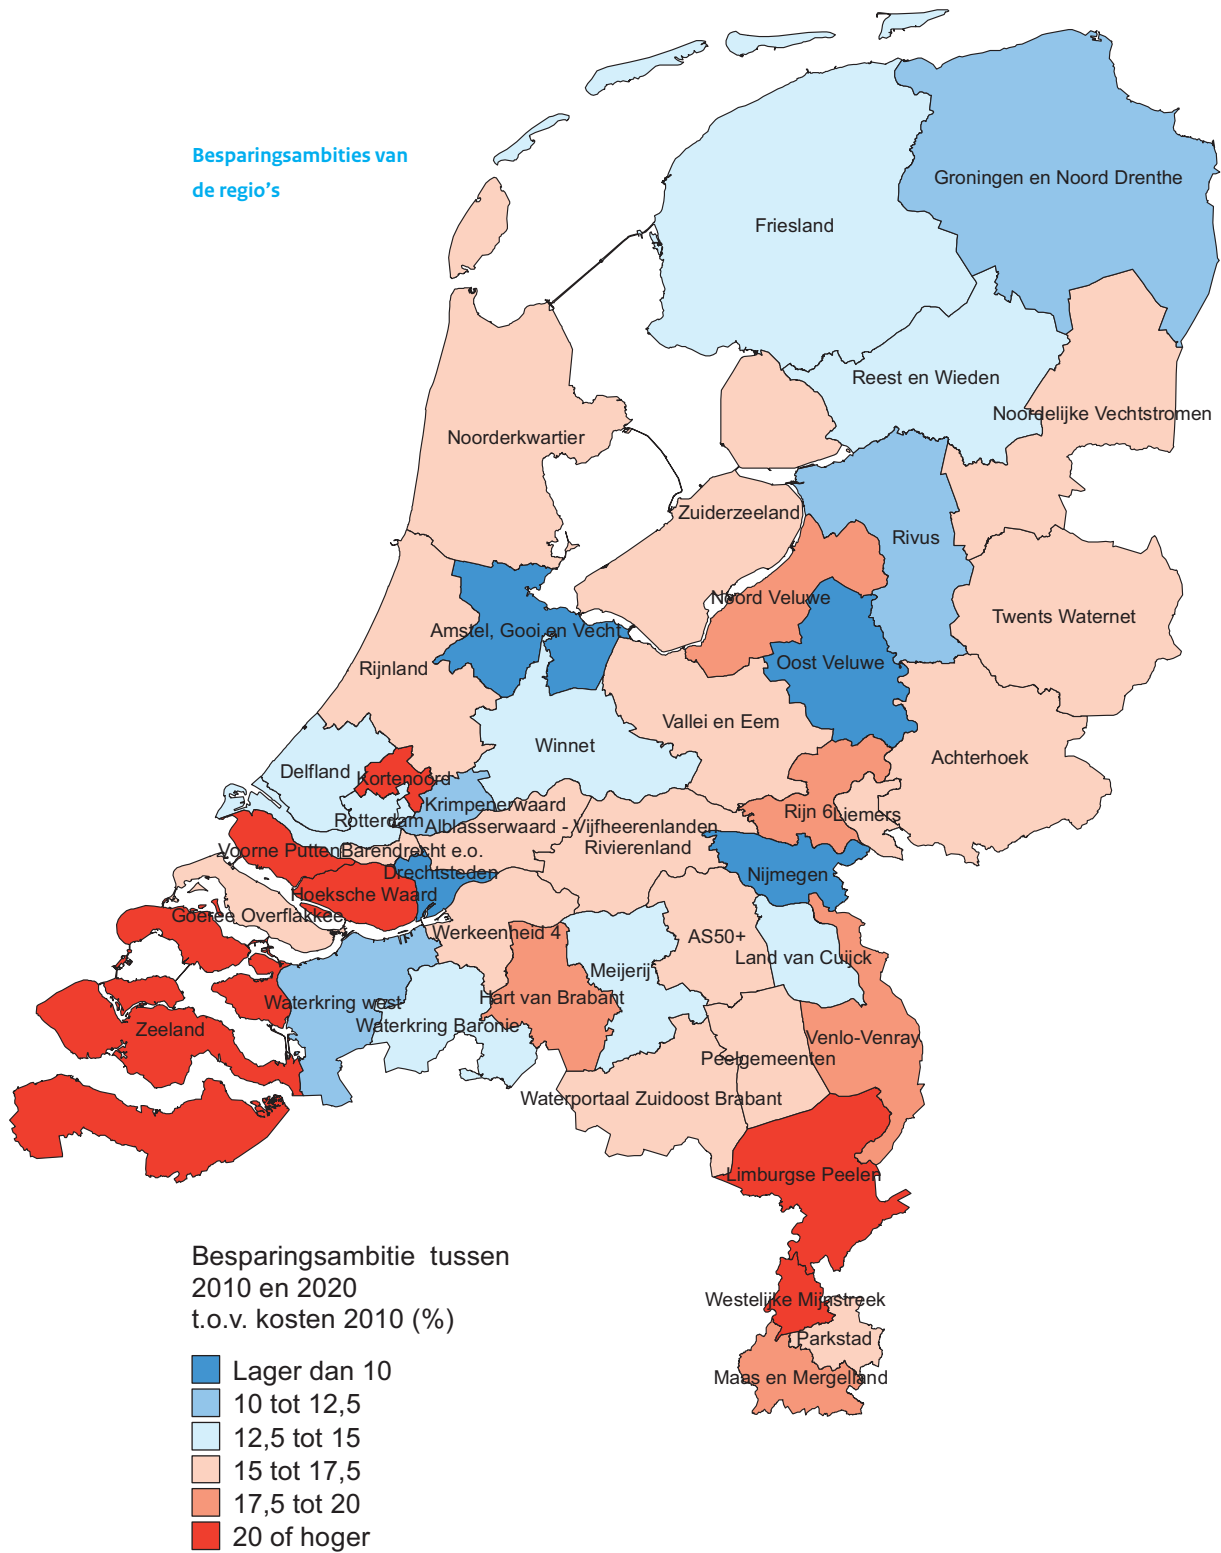 Besparingsambities van
de regio's
Groningen en Noord Drenthe
Friesland
Reest en Wieden
Noordelijke Vechtstromen
Noorderkwartier
Zuiderzeeland
Rivus
Noord Veluwe
Twents Waternet
Amstel, Gooi en Vecht
Oost Veluwe
Rijnland
Vallei en Eem
Winnet
Achterhoek
Delfland
Kortenoord
Krimpenerwaard
Rijn 6
Liemers
Rotterdam
Alblasserwaard - Vijfheerenlanden
Rivierenland
Voorne Putten
Barendrecht e.o.
Drechtsteden
Nijmegen
Hoeksche Waard
Goeree Overflakkee
Werkeenheid 4
AS50+
Land van Cuijck
Meijerij
Hart van Brabant
Waterkring west
Waterkring Baronie
Zeeland
Venlo-Venray
Peelgemeenten
Waterportaal Zuidoost Brabant
Limburgse Peelen
Westelijke Mijnstreek
Parkstad
Maas en Mergelland
Besparingsambitie tussen
2010 en 2020
t.o.v. kosten 2010 (%)
Lager dan 10
10 tot 12,5
12,5 tot 15
15 tot 17,5
17,5 tot 20
20 of hoger